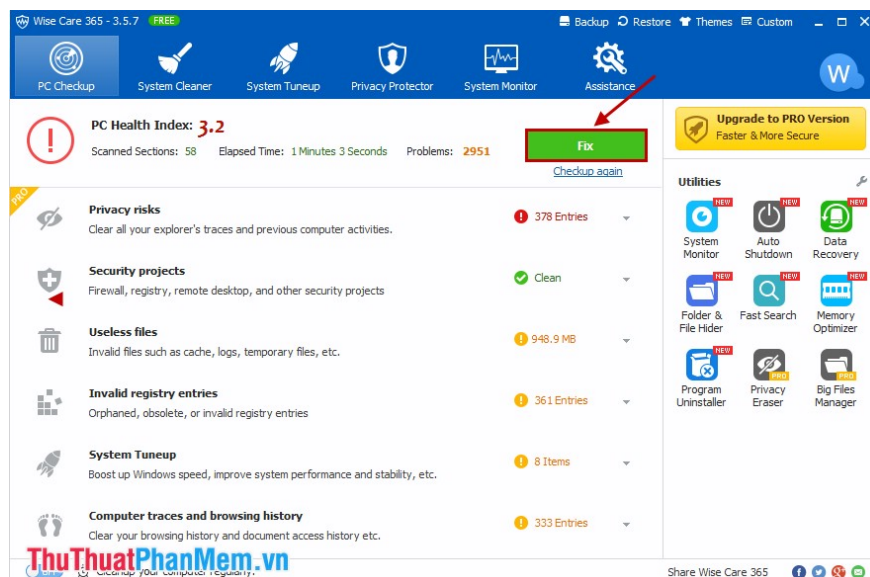 Wise Care 365 - 3.5.7 FREE
Backup Restore Themes Custom
PC Checkup System Cleaner System Tuneup Privacy Protector System Monitor Assistance
W
PC Health Index: 3.2
Scanned Sections: 58 Elapsed Time: 1 Minutes 3 Seconds Problems: 2951
Fix
Checkup again
PRO
Privacy risks
Clear all your explorer's traces and previous computer activities.
378 Entries
Security projects
Firewall, registry, remote desktop, and other security projects
Clean
Useless files
Invalid files such as cache, logs, temporary files, etc.
948.9 MB
Invalid registry entries
Orphaned, obsolete, or invalid registry entries
361 Entries
System Tuneup
Boost up Windows speed, improve system performance and stability, etc.
8 Items
Computer traces and browsing history
Clear your browsing history and document access history etc.
333 Entries
Upgrade to PRO Version
Faster & More Secure
Utilities
NEW NEW NEW
System Monitor
Auto Shutdown
Data Recovery
NEW NEW NEW
Folder & File Hider
Fast Search
Memory Optimizer
NEW PRO PRO
Program Uninstaller
Privacy Eraser
Big Files Manager
ThuThuatPhanMem.vn
your computer regularly.
Share Wise Care 365